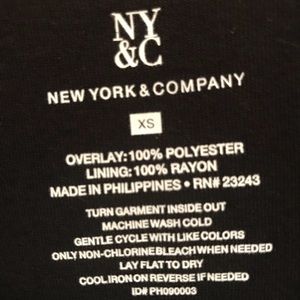 NY
&C
NEW YORK & COMPANY
XS
OVERLAY: 100% POLYESTER
LINING: 100% RAYON
MADE IN PHILIPPINES • RN# 23243
TURN GARMENT INSIDE OUT
MACHINE WASH COLD
GENTLE CYCLE WITH LIKE COLORS
ONLY NON-CHLORINE BLEACH WHEN NEEDED
LAY FLAT TO DRY
COOL IRON ON REVERSE IF NEEDED
ID# PH090003